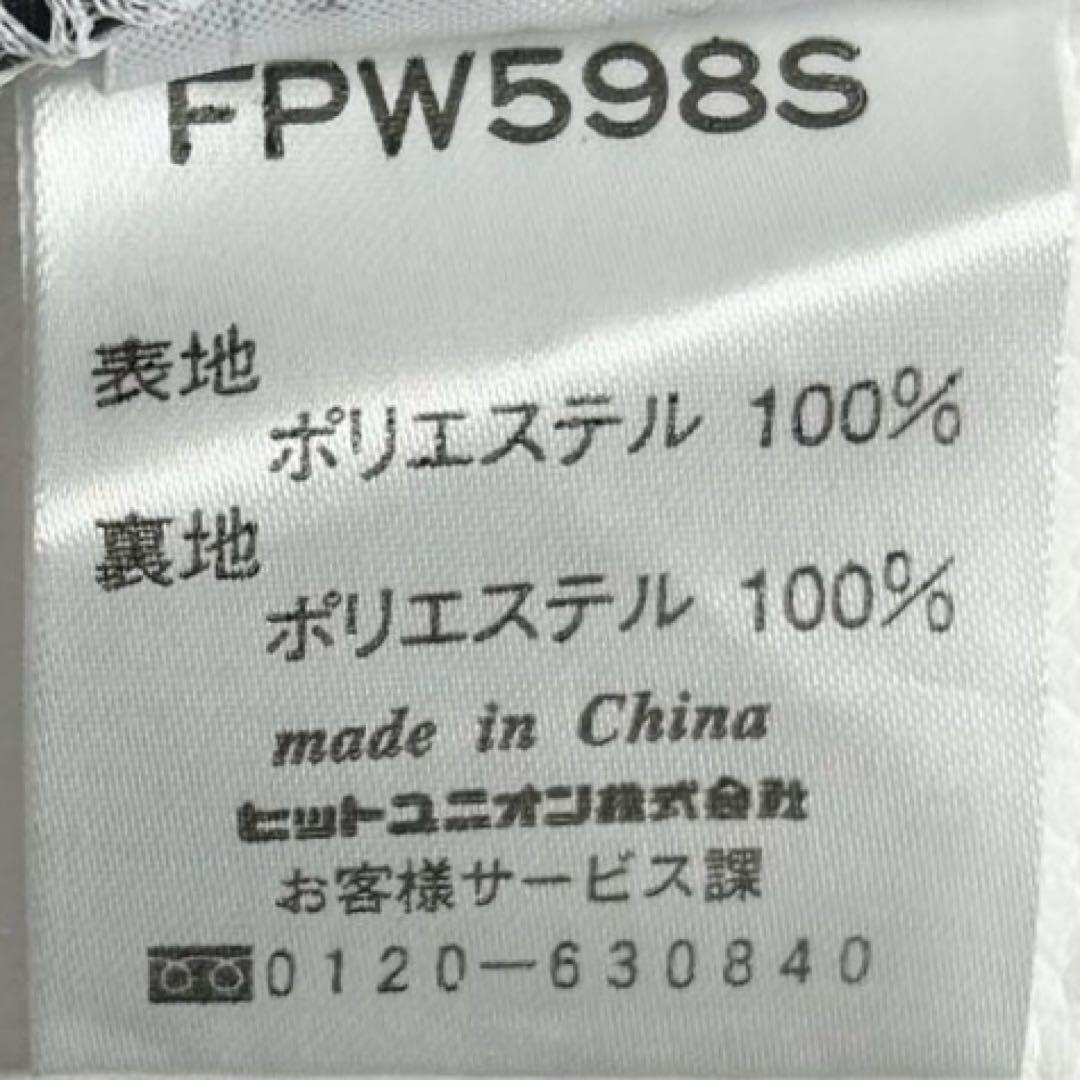 FPW598S
表地
ポリエステル 100%
裏地
ポリエステル 100%
made in China
ヒットユニオン株式会社
お客様サービス課
0120-630840